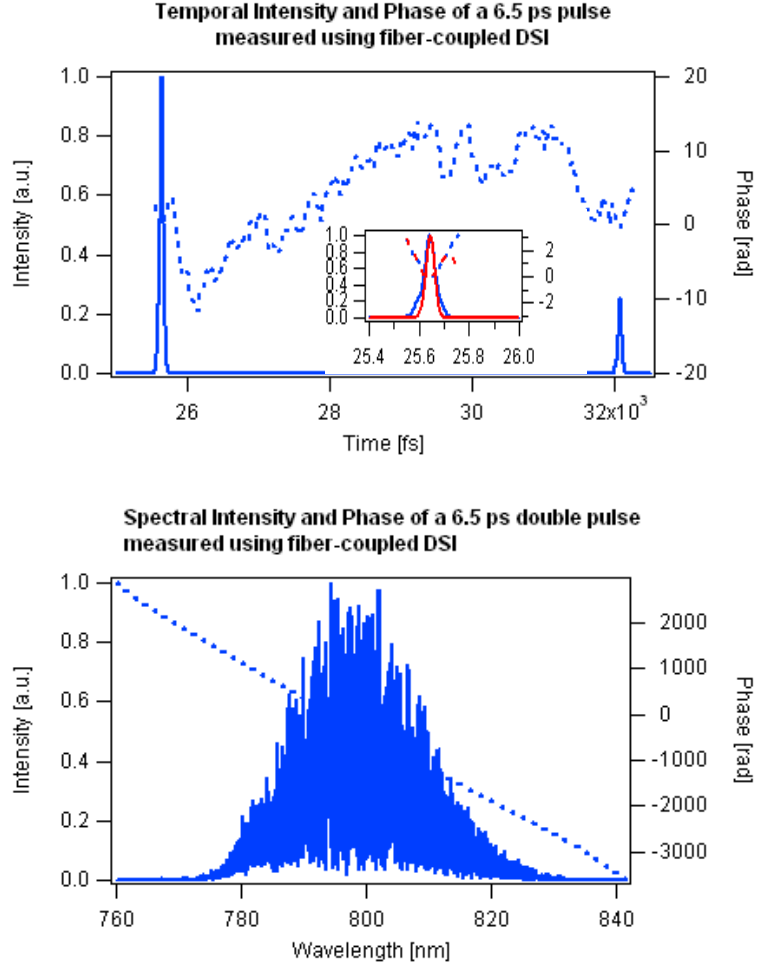 Temporal Intensity and Phase of a 6.5 ps pulse
measured using fiber-coupled DSI
1.0
0.8
0.6
0.4
0.2
0.0
Intensity [a.u.]
20
10
0
-10
-20
Phase [rad]
1.0
0.8
0.6
0.4
0.2
0.0
2
0
-2
25.4 25.6 25.8 26.0
26 28 30 32x10³
Time [fs]
Spectral Intensity and Phase of a 6.5 ps double pulse
measured using fiber-coupled DSI
1.0
0.8
0.6
0.4
0.2
0.0
Intensity [a.u.]
2000
1000
0
-1000
-2000
-3000
Phase [rad]
760 780 800 820 840
Wavelength [nm]